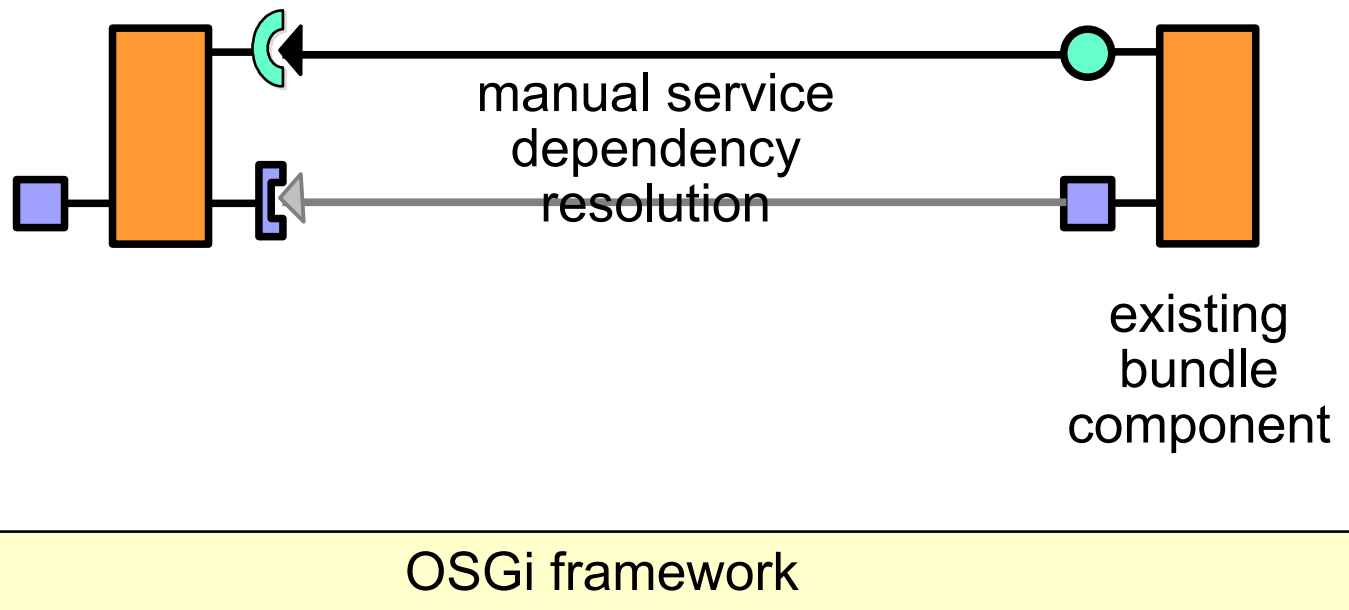 manual service
dependency
resolution
existing
bundle
component
OSGi framework